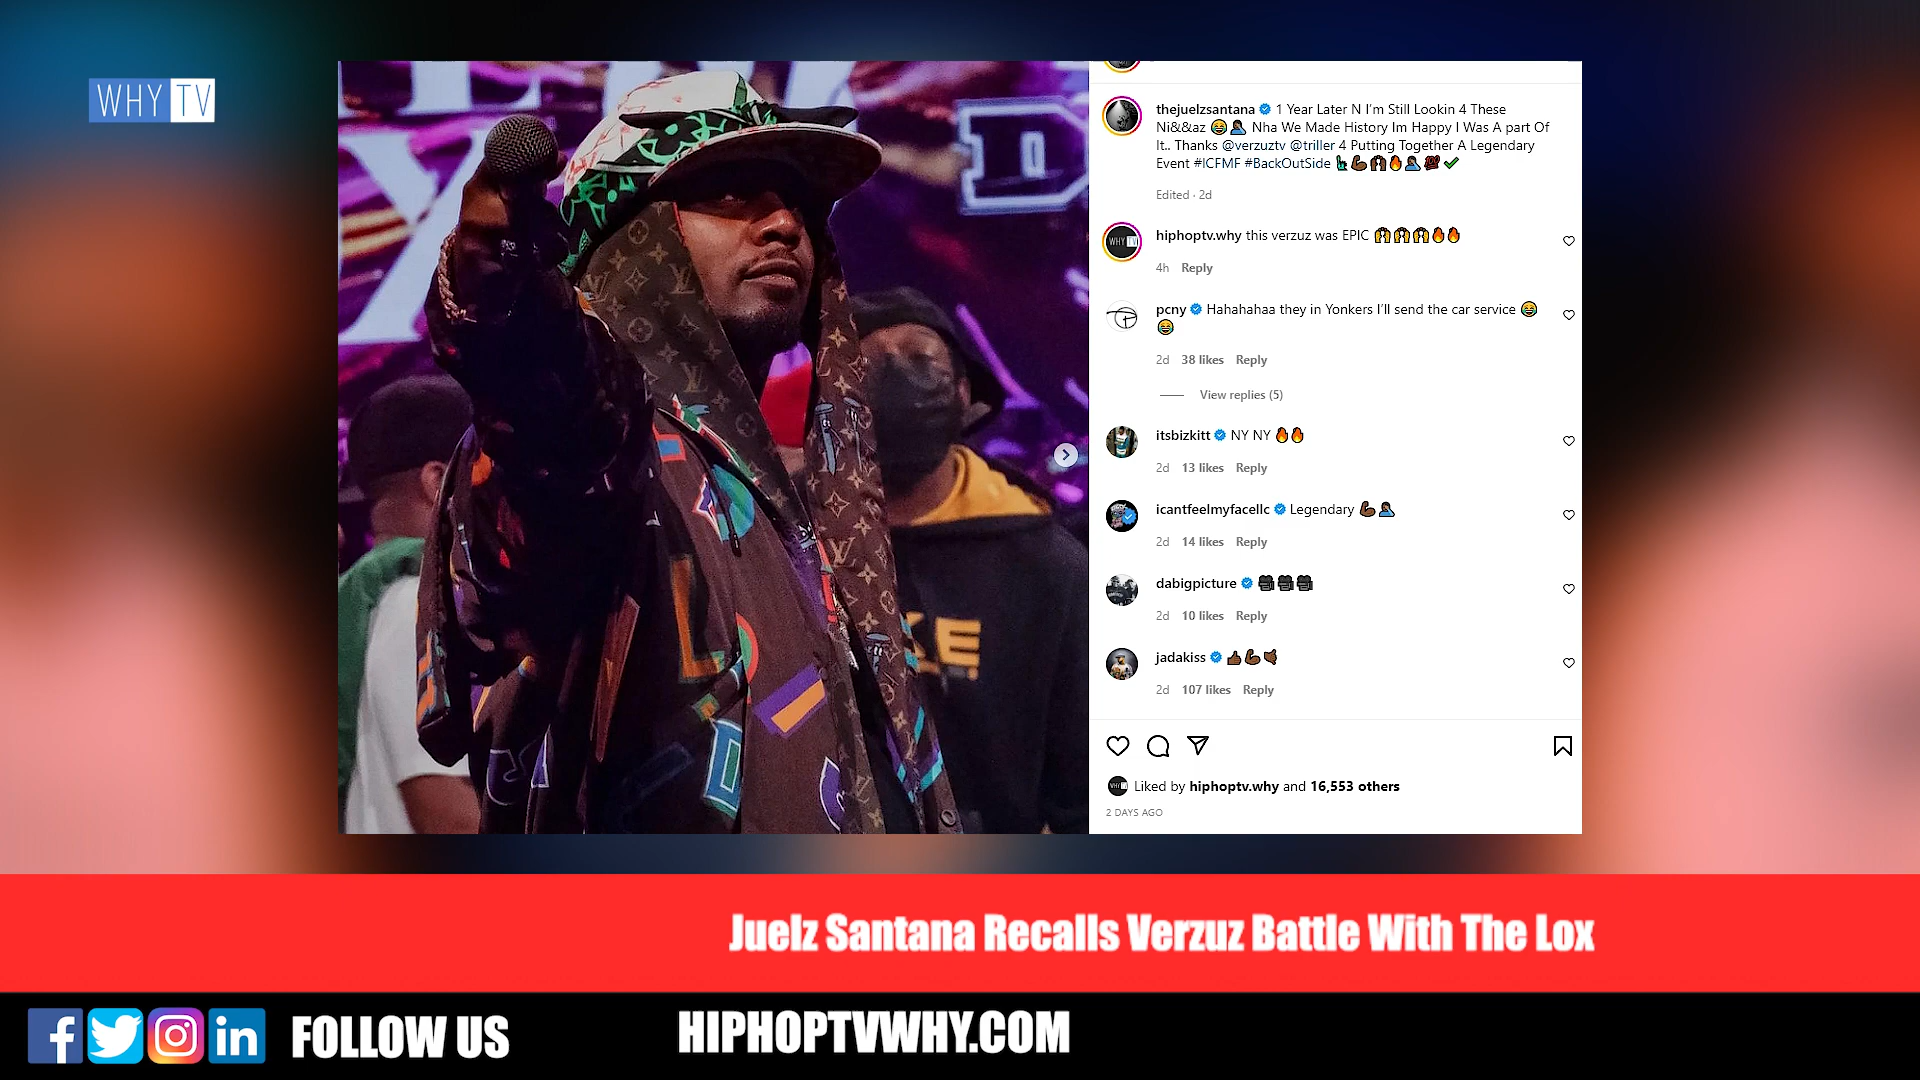 WHY TV
D
thejuelzsantana 1 Year Later N I'm Still Lookin 4 These
Ni&&az 😂🤦🏾‍♂️ Nha We Made History Im Happy I Was A part Of
It.. Thanks @verzuztv @triller 4 Putting Together A Legendary
Event #ICFMF #BackOutSide 🗽💪🏿🙌🏿🔥🤦🏾‍♂️💯✔️
Edited · 2d
WHY TV
hiphoptv.why this verzuz was EPIC 🙌🙌🙌🔥🔥
4h Reply
pcny Hahahahaa they in Yonkers I'll send the car service 😂
😂
2d 38 likes Reply
View replies (5)
itsbizkitt NY NY 🔥🔥
2d 13 likes Reply
icantfeelmyfacellc Legendary 💪🏿🤦🏾‍♂️
2d 14 likes Reply
dabigpicture 🎥🎥🎥
2d 10 likes Reply
jadakiss 👍🏾💪🏾🤜🏾
2d 107 likes Reply
Liked by hiphoptv.why and 16,553 others
2 DAYS AGO
Juelz Santana Recalls Verzuz Battle With The Lox
FOLLOW US
HIPHOPTVWHY.COM